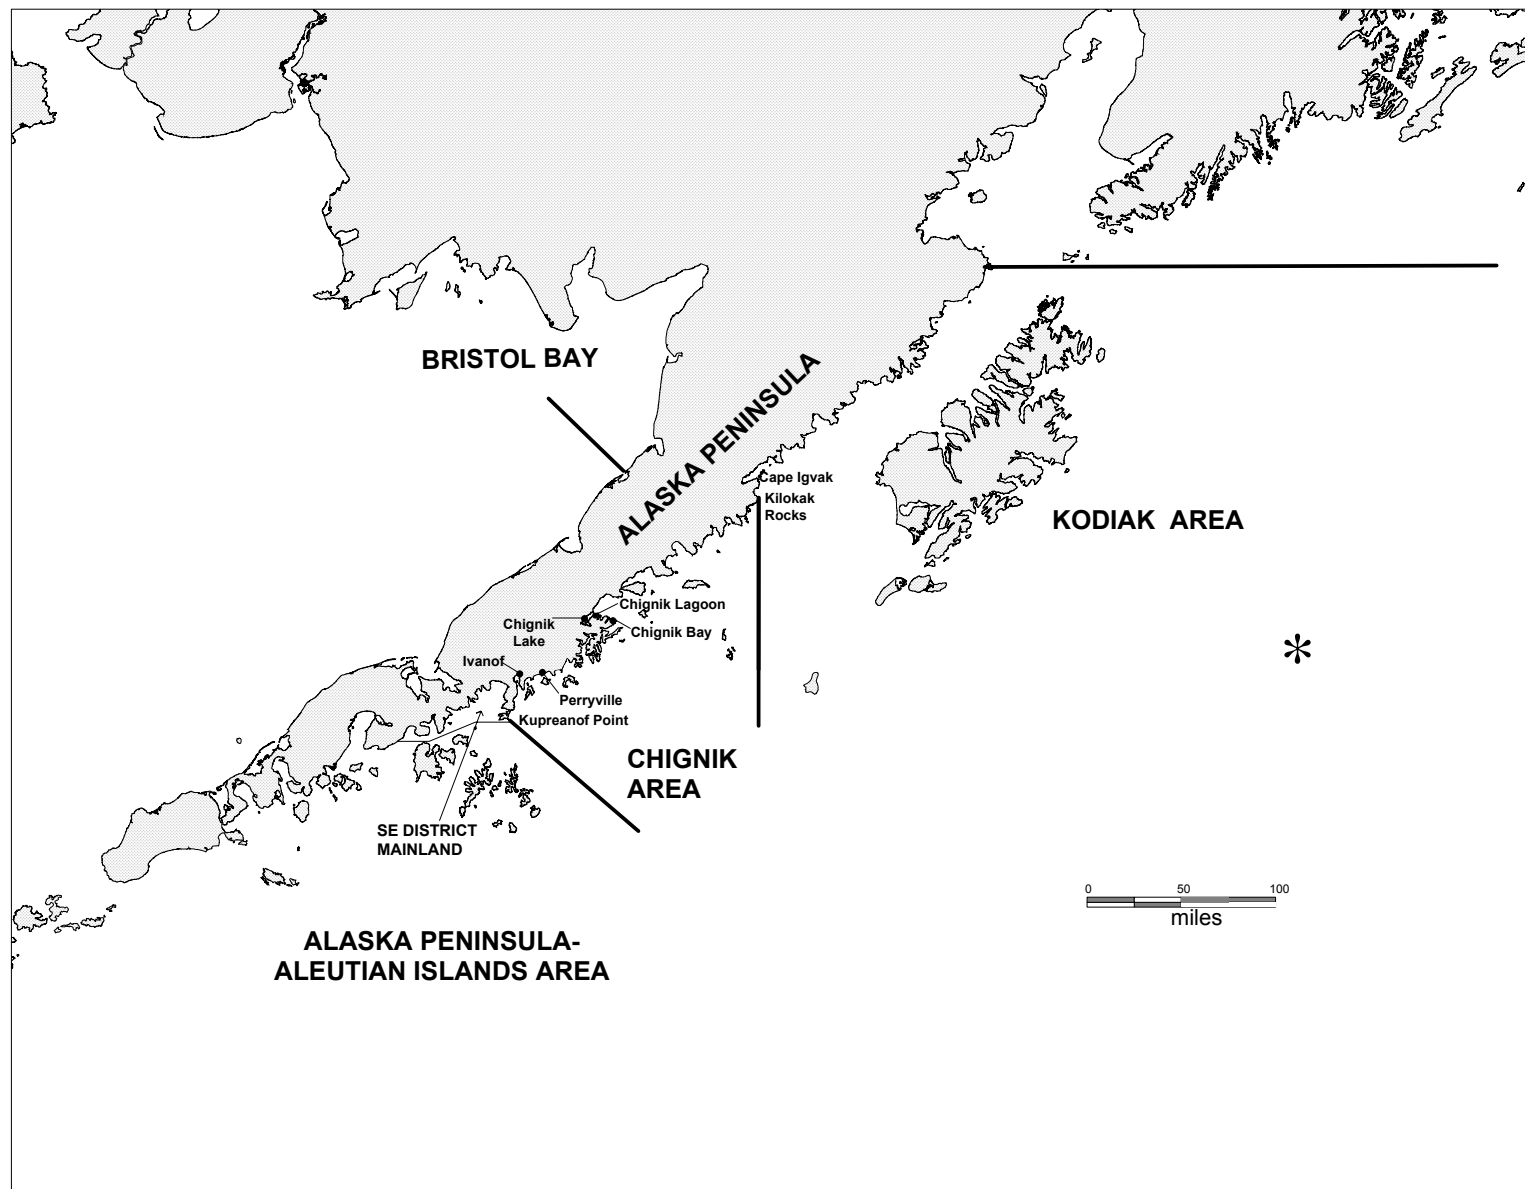 BRISTOL BAY
ALASKA PENINSULA
Cape Igvak
Kilokak
Rocks
KODIAK  AREA
Chignik Lagoon
Chignik
Lake
Chignik Bay
Ivanof
Perryville
Kupreanof Point
CHIGNIK
AREA
*
SE DISTRICT
MAINLAND
0 50 100
miles
ALASKA PENINSULA-
ALEUTIAN ISLANDS AREA